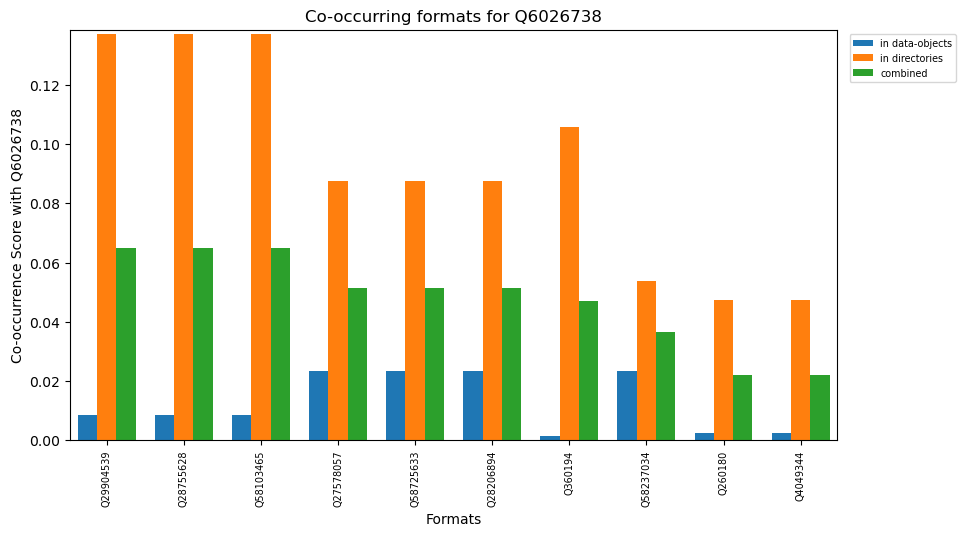 Co-occurring formats for Q6026738
in data-objects
in directories
combined
Co-occurrence Score with Q6026738
0.12
0.10
0.08
0.06
0.04
0.02
0.00
Q29904539
Q28755628
Q58103465
Q27578057
Q58725633
Q28206894
Q360194
Q58237034
Q260180
Q4049344
Formats